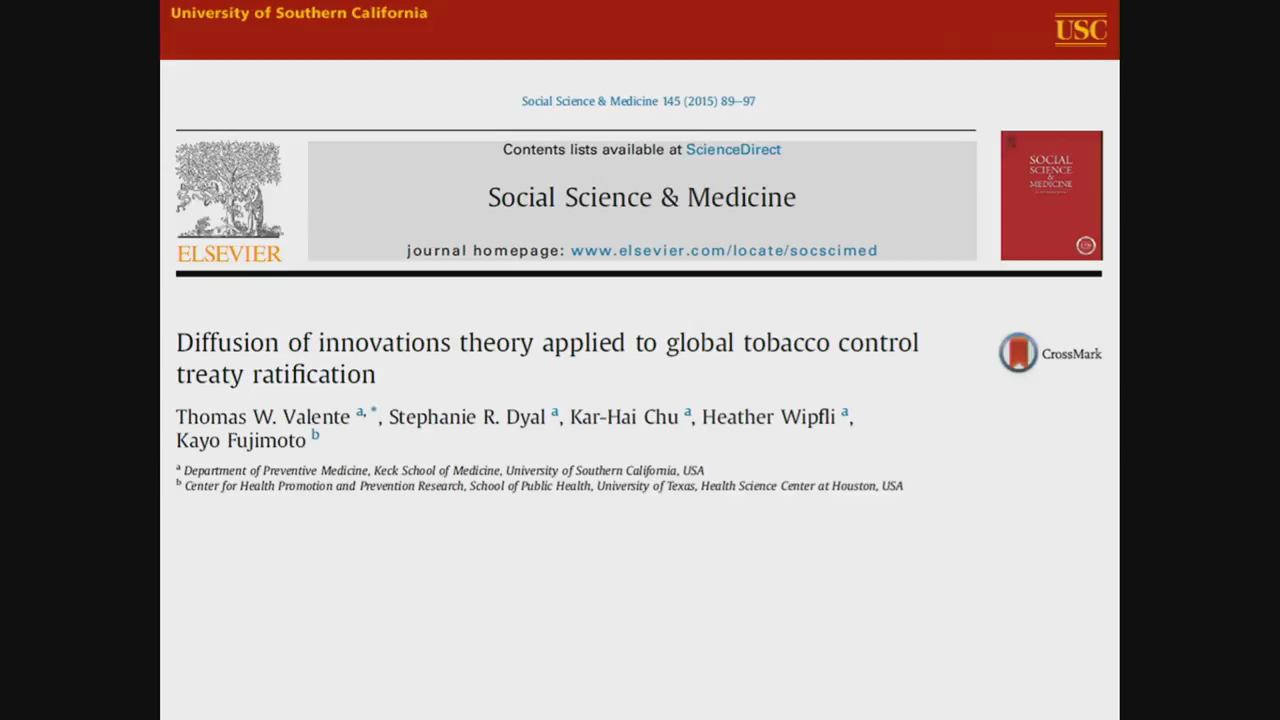 University of Southern California
USC
Social Science & Medicine 145 (2015) 89–97
Contents lists available at ScienceDirect
Social Science & Medicine
journal homepage: www.elsevier.com/locate/socscimed
ELSEVIER
SOCIAL
SCIENCE
&
MEDICINE
Diffusion of innovations theory applied to global tobacco control
treaty ratification
CrossMark
Thomas W. Valente a, *, Stephanie R. Dyal a, Kar-Hai Chu a, Heather Wipfli a,
Kayo Fujimoto b
a Department of Preventive Medicine, Keck School of Medicine, University of Southern California, USA
b Center for Health Promotion and Prevention Research, School of Public Health, University of Texas, Health Science Center at Houston, USA